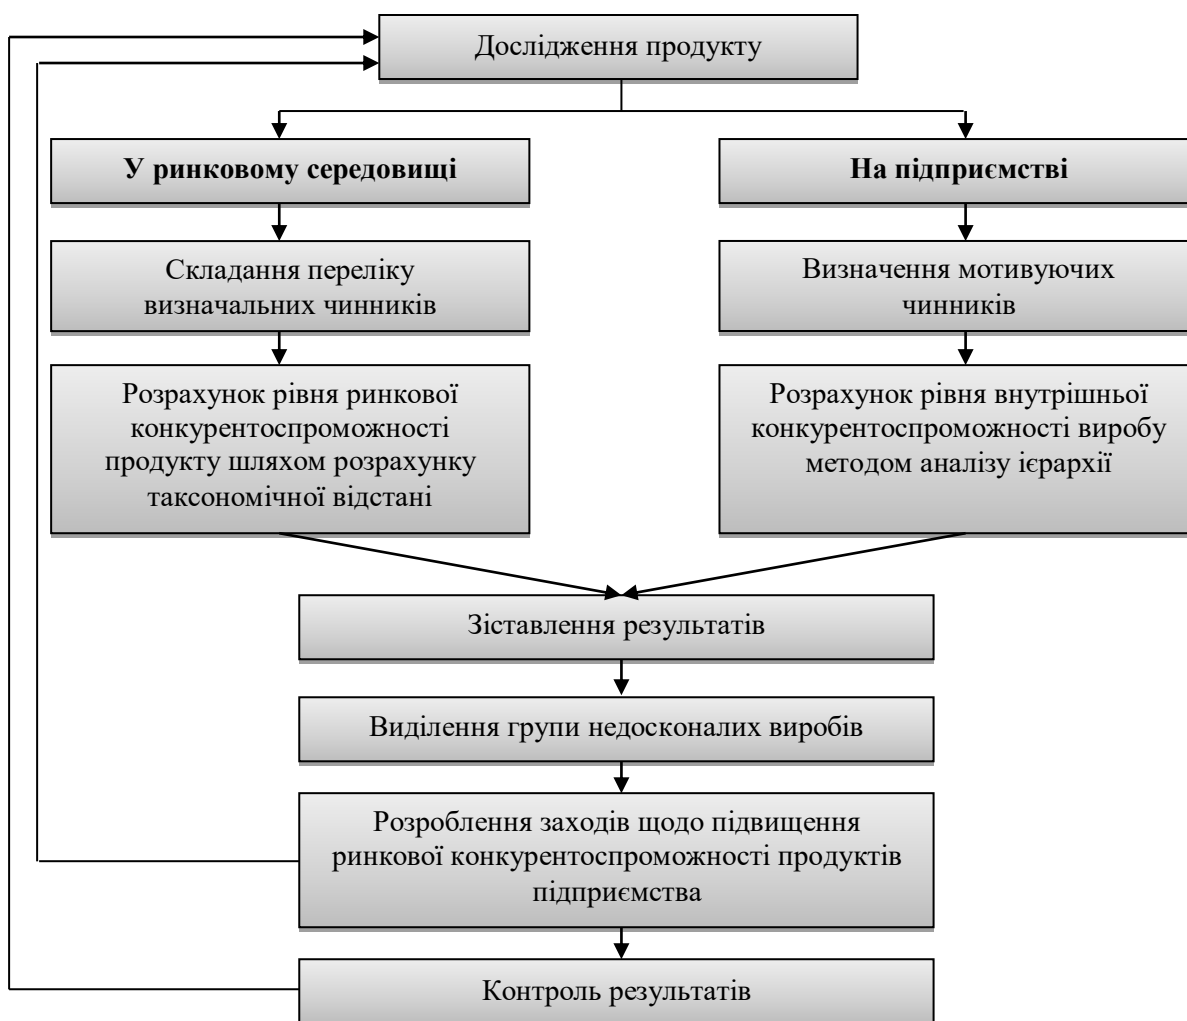 Дослідження продукту
У ринковому середовищі
На підприємстві
Складання переліку
визначальних чинників
Визначення мотивуючих
чинників
Розрахунок рівня ринкової
конкурентоспроможності
продукту шляхом розрахунку
таксономічної відстані
Розрахунок рівня внутрішньої
конкурентоспроможності виробу
методом аналізу ієрархії
Зіставлення результатів
Виділення групи недосконалих виробів
Розроблення заходів щодо підвищення
ринкової конкурентоспроможності продуктів
підприємства
Контроль результатів